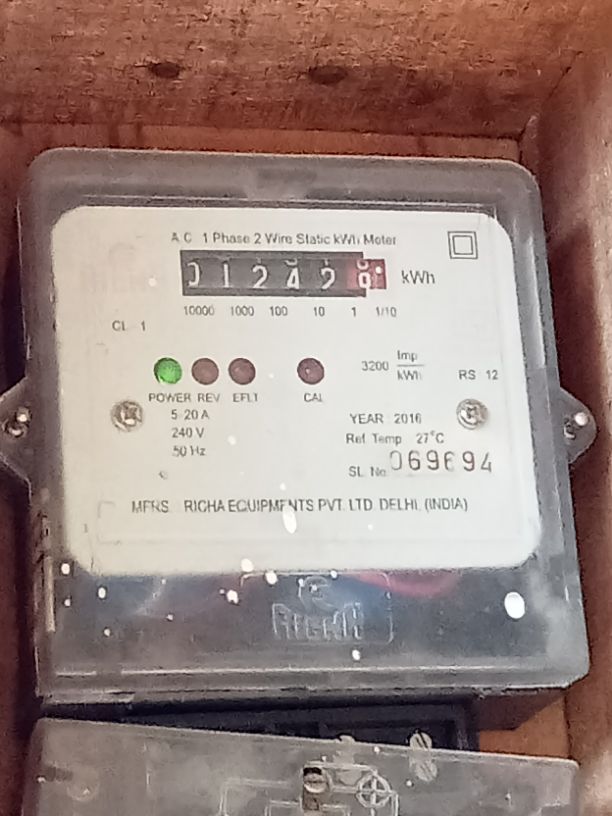 A.C. 1 Phase 2 Wire Static kWh Meter
01242 kWh
10000 1000 100 10 1 1/10
CL 1
3200 Imp/kWh
RS 12
POWER REV EFLT CAL
5 20 A
240 V
50 Hz
YEAR 2016
Ref. Temp 27°C
SL. No. 069694
MFRS. RICHA EQUIPMENTS PVT. LTD. DELHI. (INDIA)
RICHA